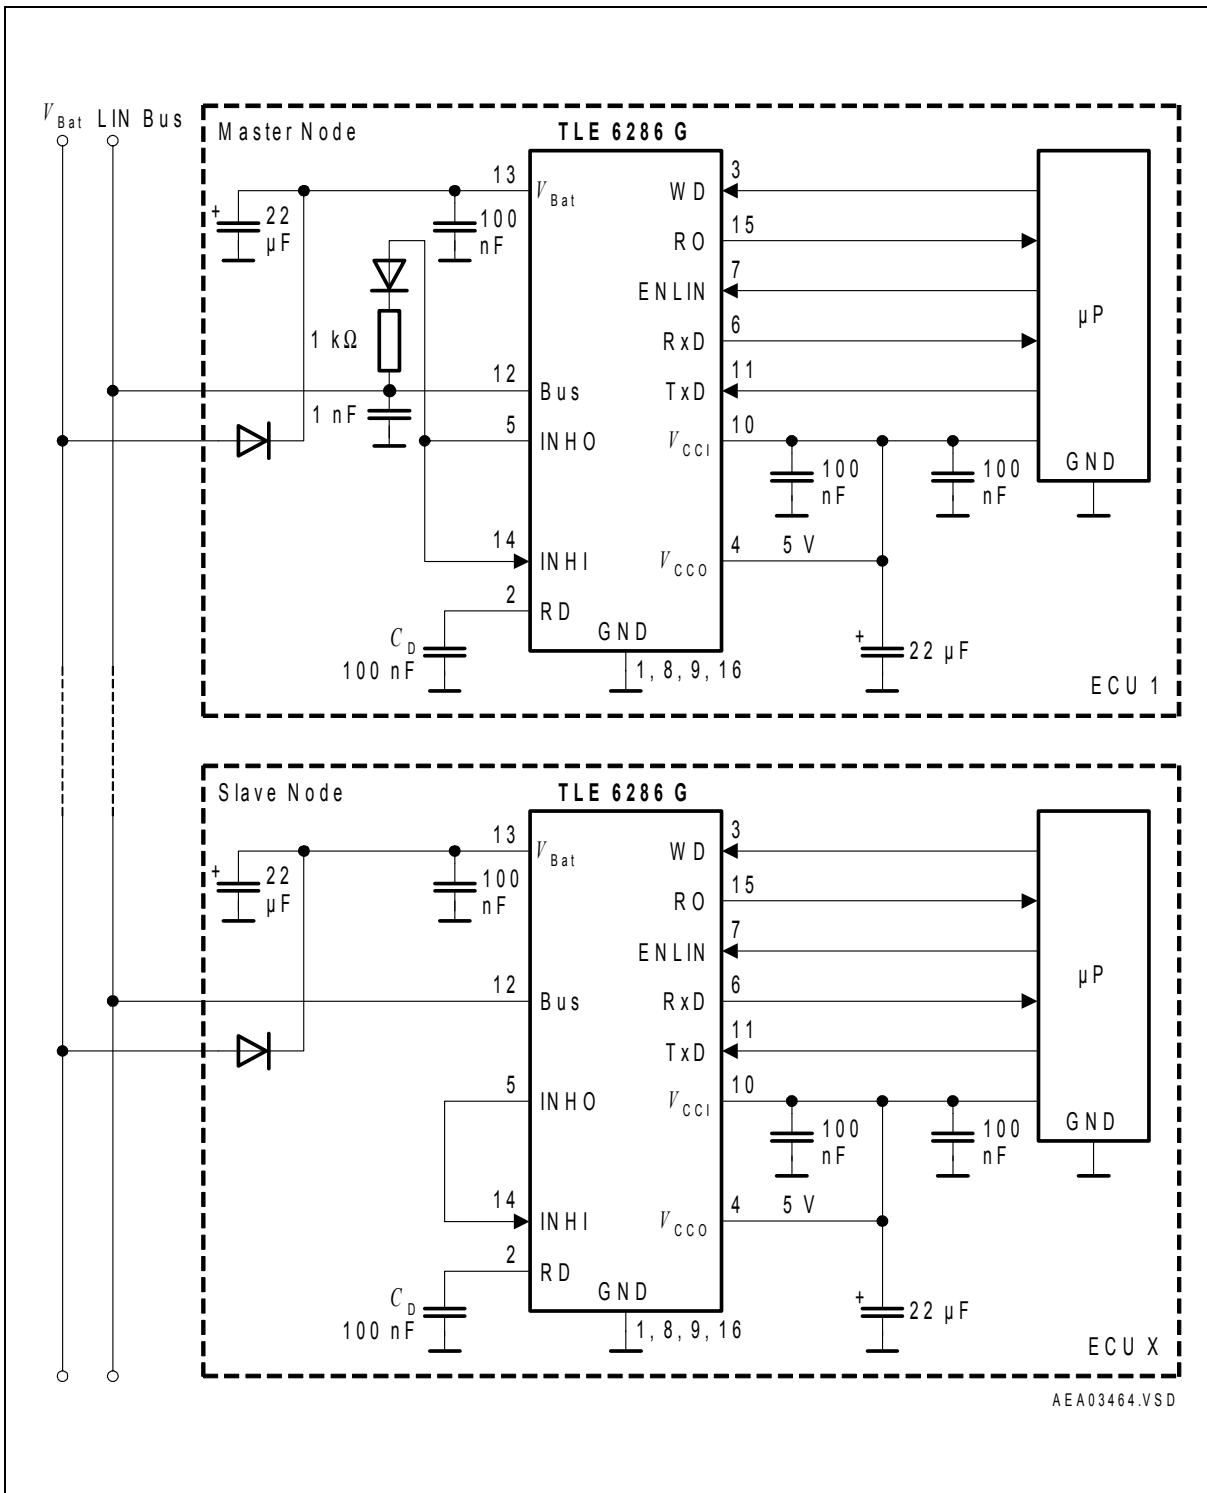 V Bat LIN Bus
Master Node
TLE 6286 G
13
V Bat
+
22
µF
100
nF
1 kΩ
12
Bus
1 nF
5
INHO
14
INHI
2
RD
C D
100 nF
GND
1, 8, 9, 16
3
WD
15
RO
7
ENLIN
6
RxD
11
TxD
10
V CCI
100
nF
100
nF
4
V CCO
5 V
+
22 µF
µP
GND
ECU 1
Slave Node
TLE 6286 G
13
V Bat
+
22
µF
100
nF
12
Bus
5
INHO
14
INHI
2
RD
C D
100 nF
GND
1, 8, 9, 16
3
WD
15
RO
7
ENLIN
6
RxD
11
TxD
10
V CCI
100
nF
100
nF
4
V CCO
5 V
+
22 µF
µP
GND
ECU X
AEA03464.VSD